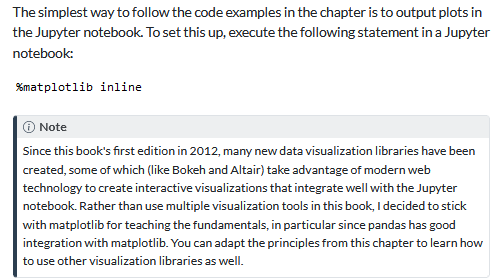 The simplest way to follow the code examples in the chapter is to output plots in
the Jupyter notebook. To set this up, execute the following statement in a Jupyter
notebook:
%matplotlib inline
Note
Since this book's first edition in 2012, many new data visualization libraries have been
created, some of which (like Bokeh and Altair) take advantage of modern web
technology to create interactive visualizations that integrate well with the Jupyter
notebook. Rather than use multiple visualization tools in this book, I decided to stick
with matplotlib for teaching the fundamentals, in particular since pandas has good
integration with matplotlib. You can adapt the principles from this chapter to learn how
to use other visualization libraries as well.